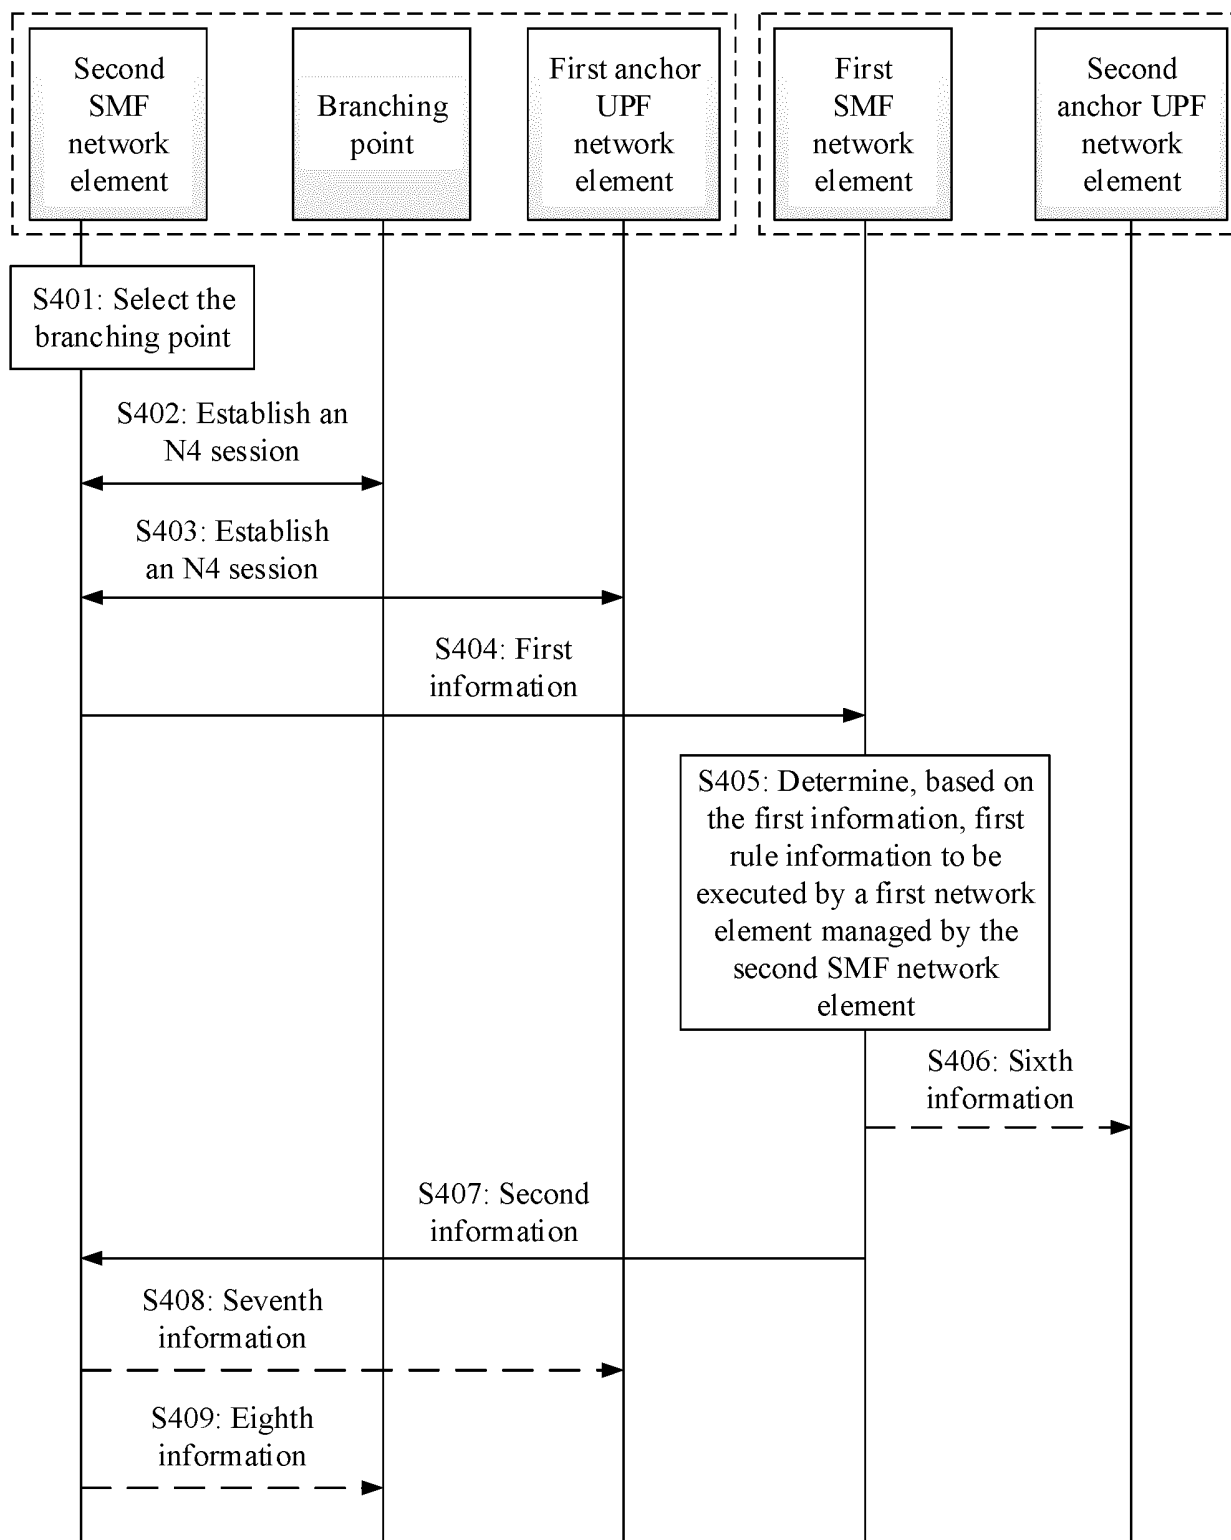 Second
SMF
network
element
Branching
point
First anchor
UPF
network
element
First
SMF
network
element
Second
anchor UPF
network
element
S401: Select the
branching point
S402: Establish an
N4 session
S403: Establish
an N4 session
S404: First
information
S405: Determine, based on
the first information, first
rule information to be
executed by a first network
element managed by the
second SMF network
element
S406: Sixth
information
S407: Second
information
S408: Seventh
information
S409: Eighth
information